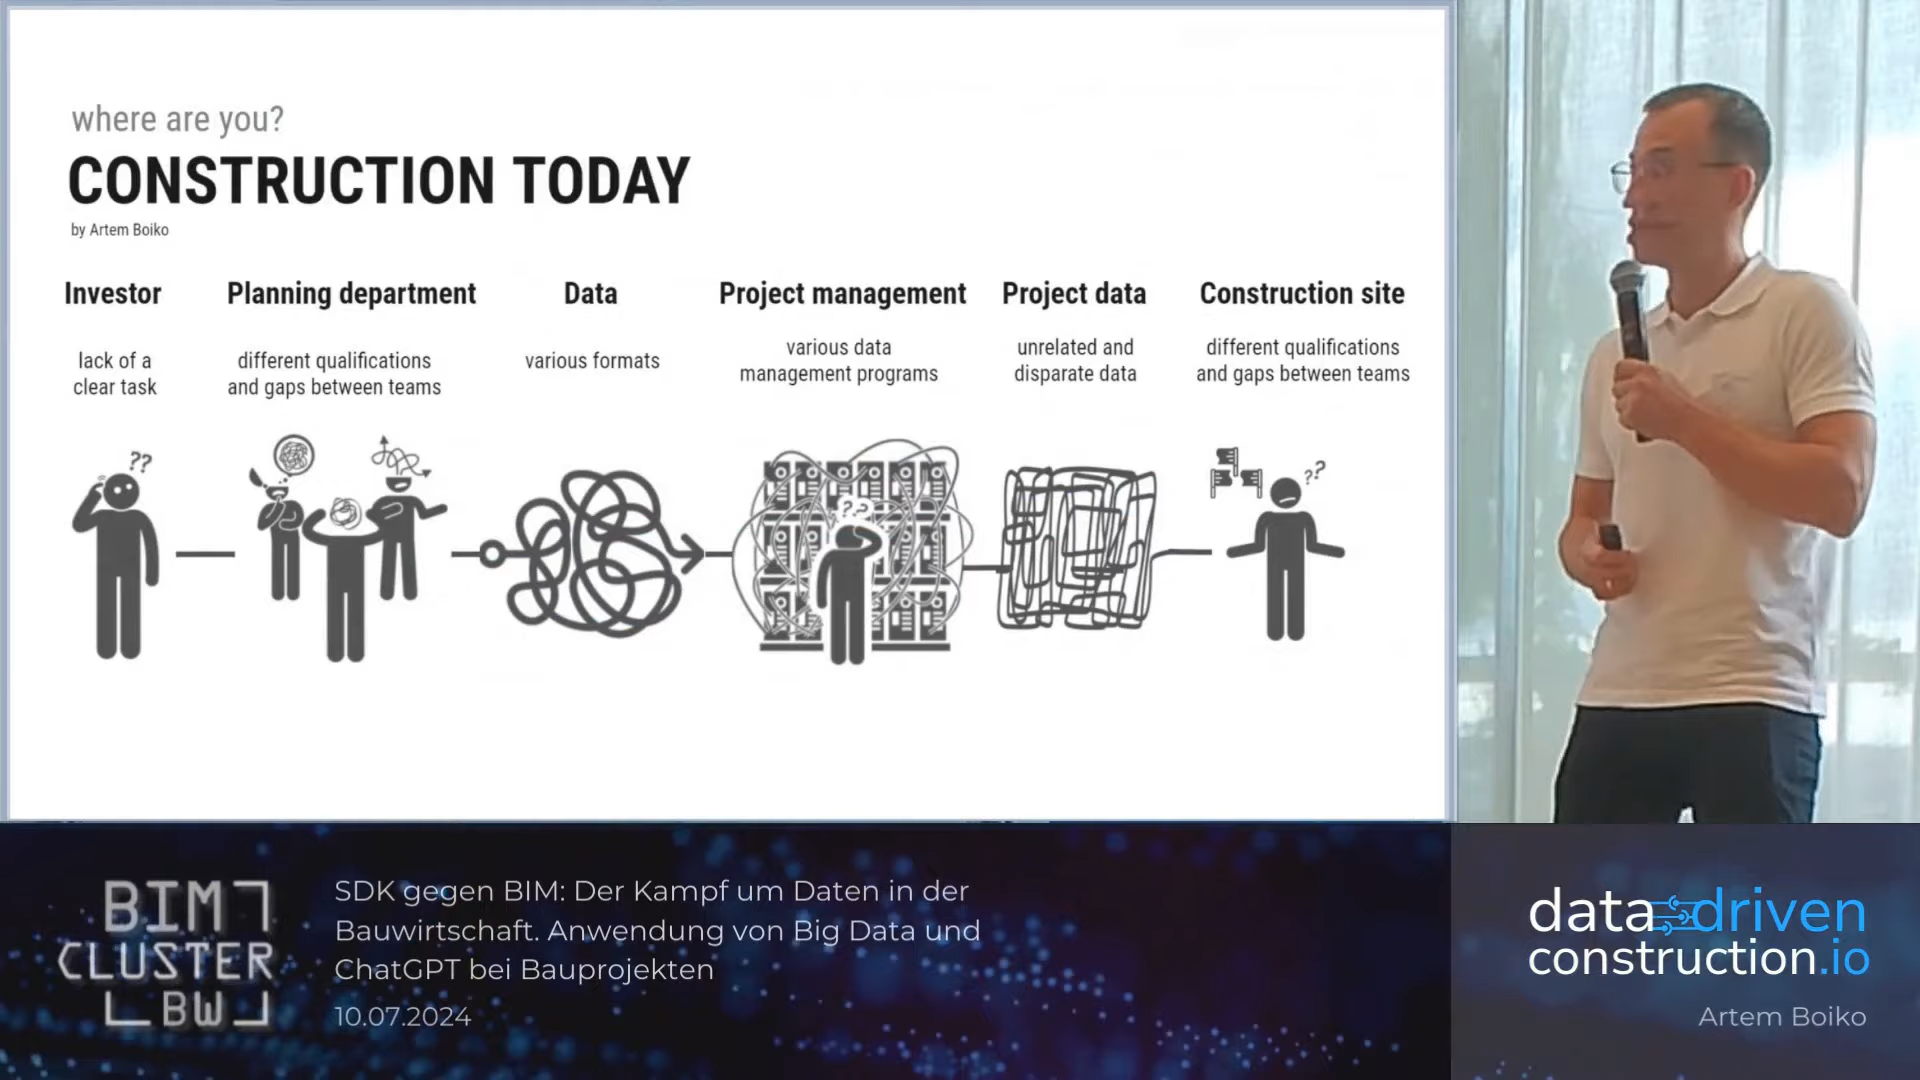 where are you?
CONSTRUCTION TODAY
by Artem Boiko
Investor
lack of a
clear task
Planning department
different qualifications
and gaps between teams
Data
various formats
Project management
various data
management programs
Project data
unrelated and
disparate data
Construction site
different qualifications
and gaps between teams
??
??
??
BIM
CLUSTER
BW
SDK gegen BIM: Der Kampf um Daten in der
Bauwirtschaft. Anwendung von Big Data und
ChatGPT bei Bauprojekten
10.07.2024
data driven
construction.io
Artem Boiko